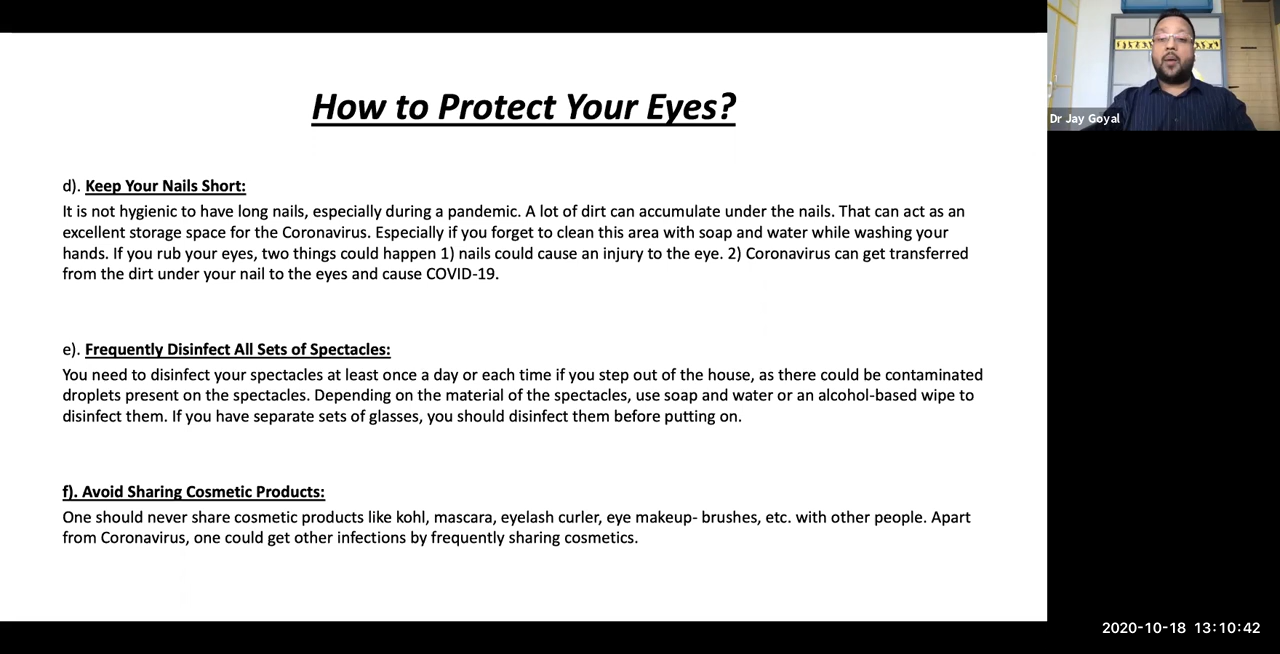 How to Protect Your Eyes?
d). Keep Your Nails Short:
It is not hygienic to have long nails, especially during a pandemic. A lot of dirt can accumulate under the nails. That can act as an
excellent storage space for the Coronavirus. Especially if you forget to clean this area with soap and water while washing your
hands. If you rub your eyes, two things could happen 1) nails could cause an injury to the eye. 2) Coronavirus can get transferred
from the dirt under your nail to the eyes and cause COVID-19.
e). Frequently Disinfect All Sets of Spectacles:
You need to disinfect your spectacles at least once a day or each time if you step out of the house, as there could be contaminated
droplets present on the spectacles. Depending on the material of the spectacles, use soap and water or an alcohol-based wipe to
disinfect them. If you have separate sets of glasses, you should disinfect them before putting on.
f). Avoid Sharing Cosmetic Products:
One should never share cosmetic products like kohl, mascara, eyelash curler, eye makeup- brushes, etc. with other people. Apart
from Coronavirus, one could get other infections by frequently sharing cosmetics.
Dr Jay Goyal
2020-10-18 13:10:42